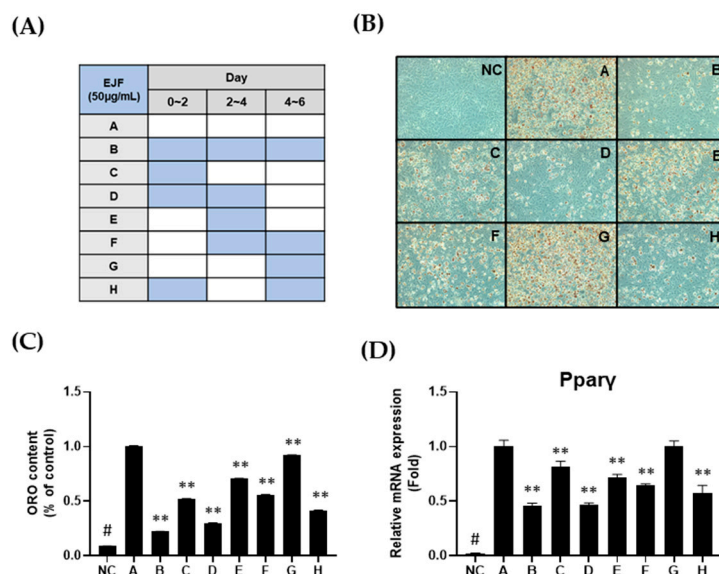 (A)
EJF
(50μg/mL)
Day
0~2 2~4 4~6
A
B
C
D
E
F
G
H
(B)
NC A B
C D E
F G H
(C)
ORO content
(% of control)
1.5
1.0
0.5
0.0
# ** ** ** ** ** ** **
NC A B C D E F G H
(D)
Pparγ
Relative mRNA expression
(Fold)
1.5
1.0
0.5
0.0
# ** ** ** ** ** **
NC A B C D E F G H